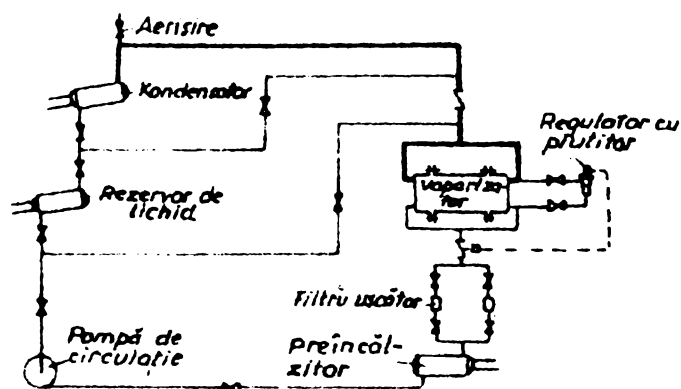 Aerisire
Kondensator
Regulator cu
plutitor
vaporiza
tor
Rezervor de
lichid
Filtru uscător
Pompă de
circulație
Preîncăl-
zitor